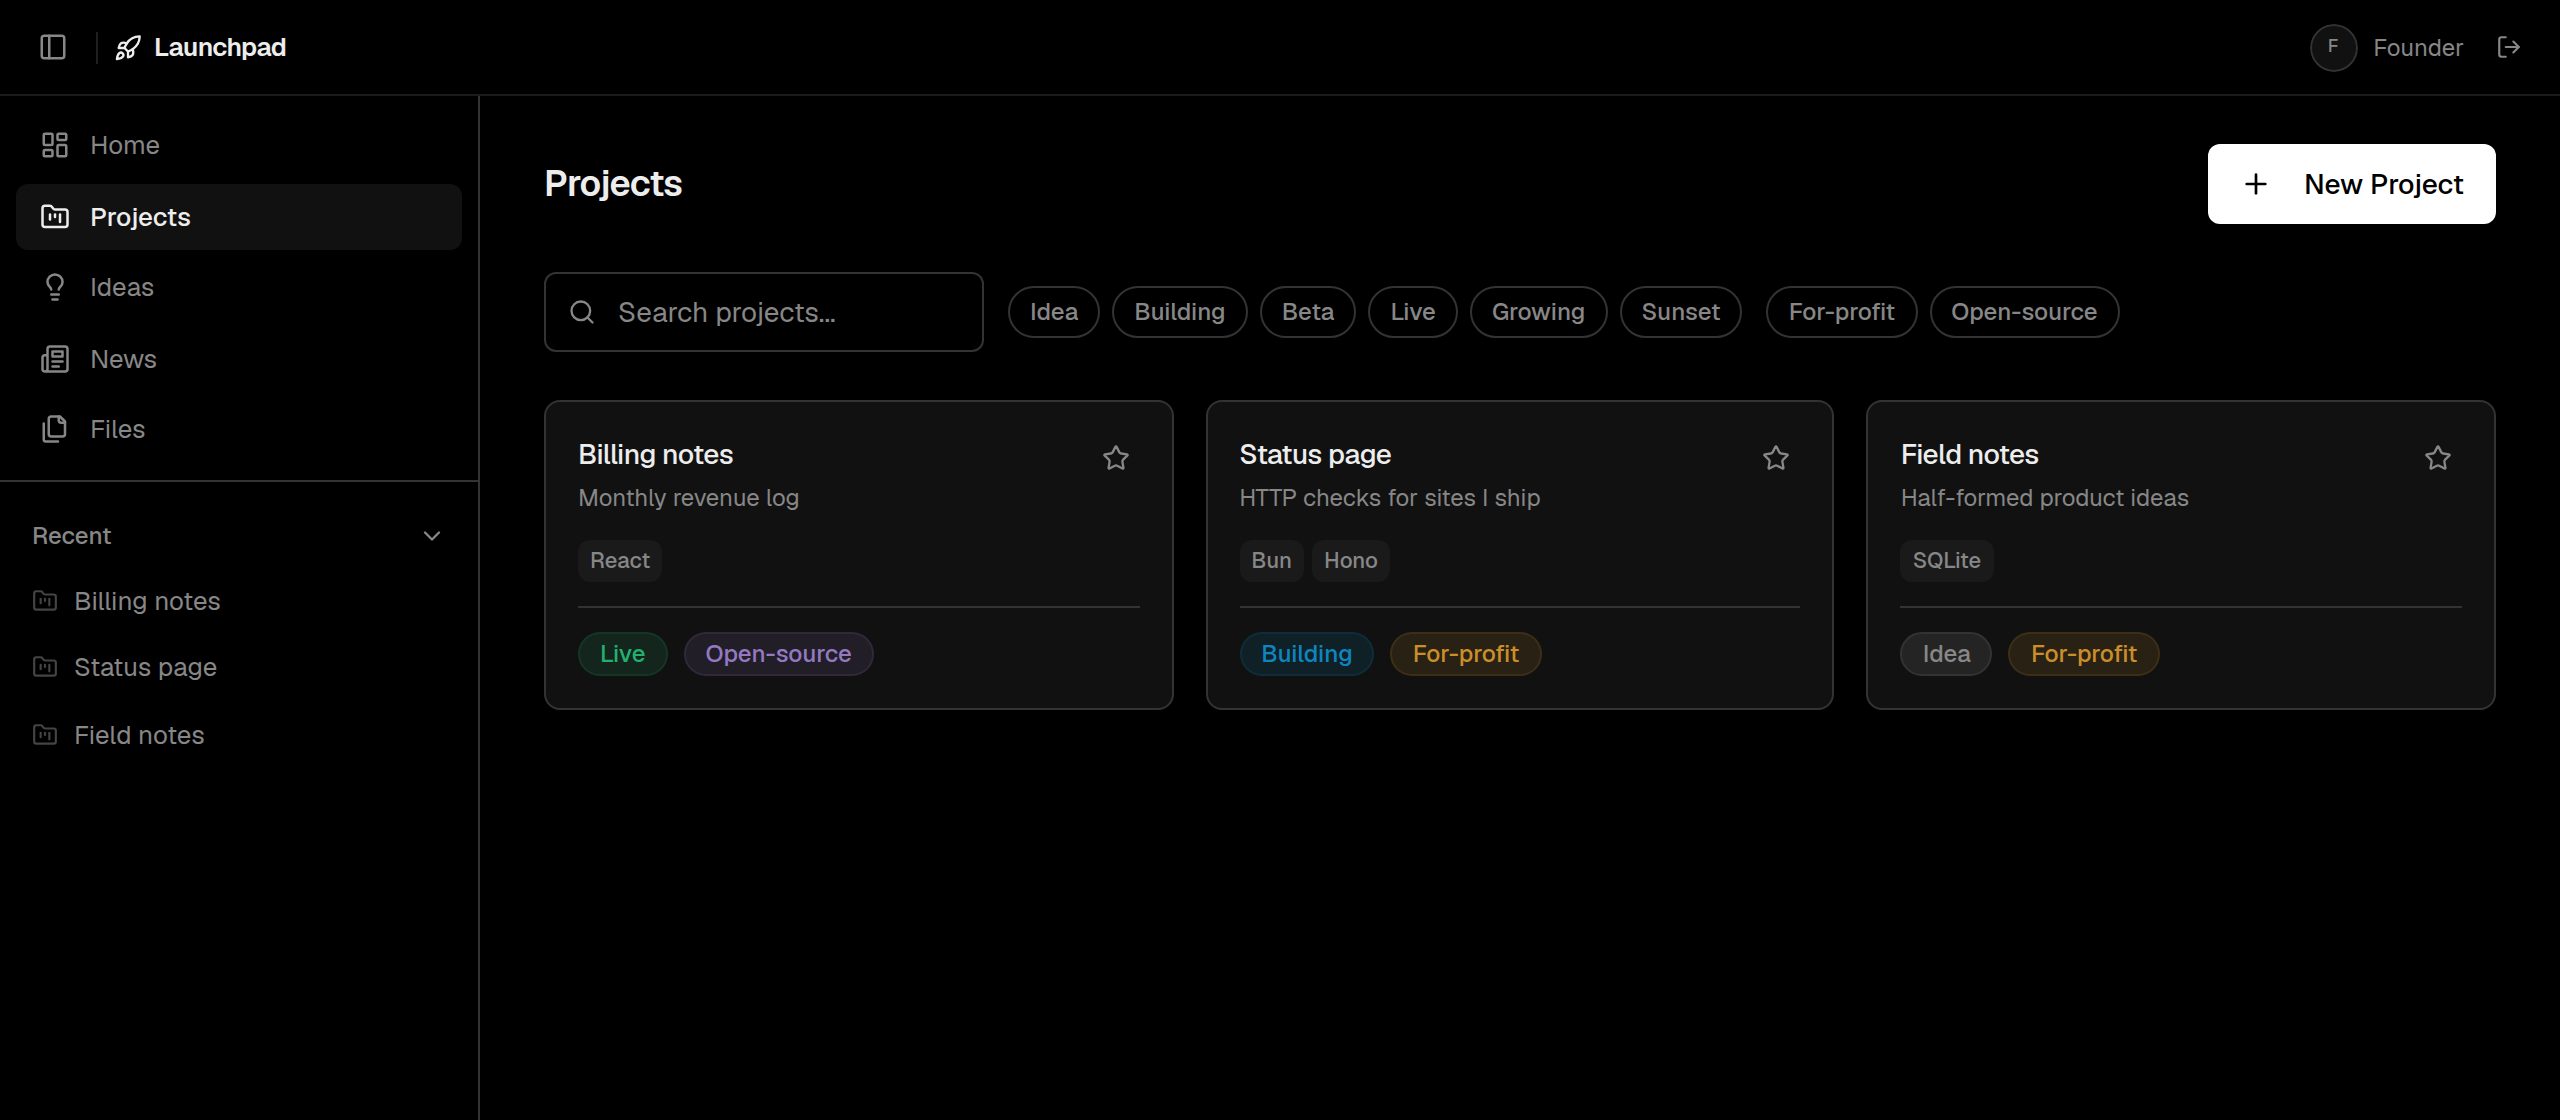 Launchpad
F Founder
Home
Projects
Ideas
News
Files
Recent
Billing notes
Status page
Field notes
Projects
New Project
Search projects...
Idea Building Beta Live Growing Sunset For-profit Open-source
Billing notes
Monthly revenue log
React
Live Open-source
Status page
HTTP checks for sites I ship
Bun Hono
Building For-profit
Field notes
Half-formed product ideas
SQLite
Idea For-profit